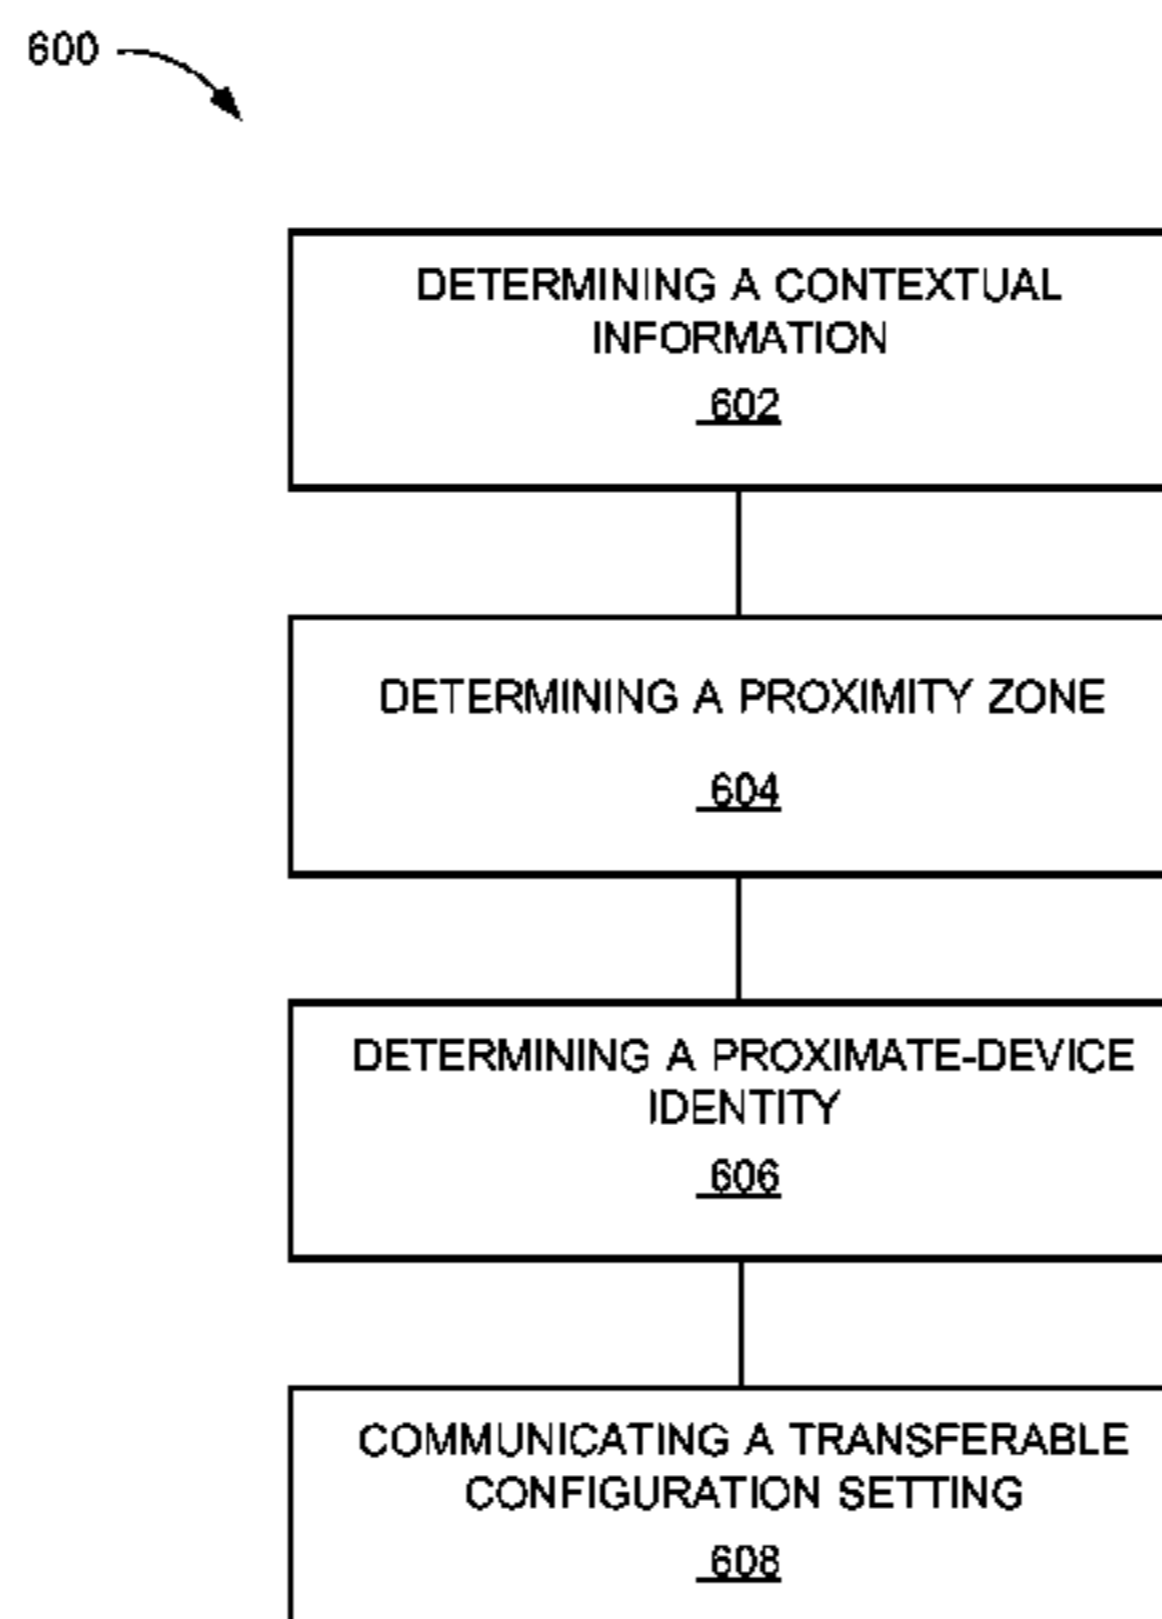 600
DETERMINING A CONTEXTUAL
INFORMATION
602
DETERMINING A PROXIMITY ZONE
604
DETERMINING A PROXIMATE-DEVICE
IDENTITY
606
COMMUNICATING A TRANSFERABLE
CONFIGURATION SETTING
608